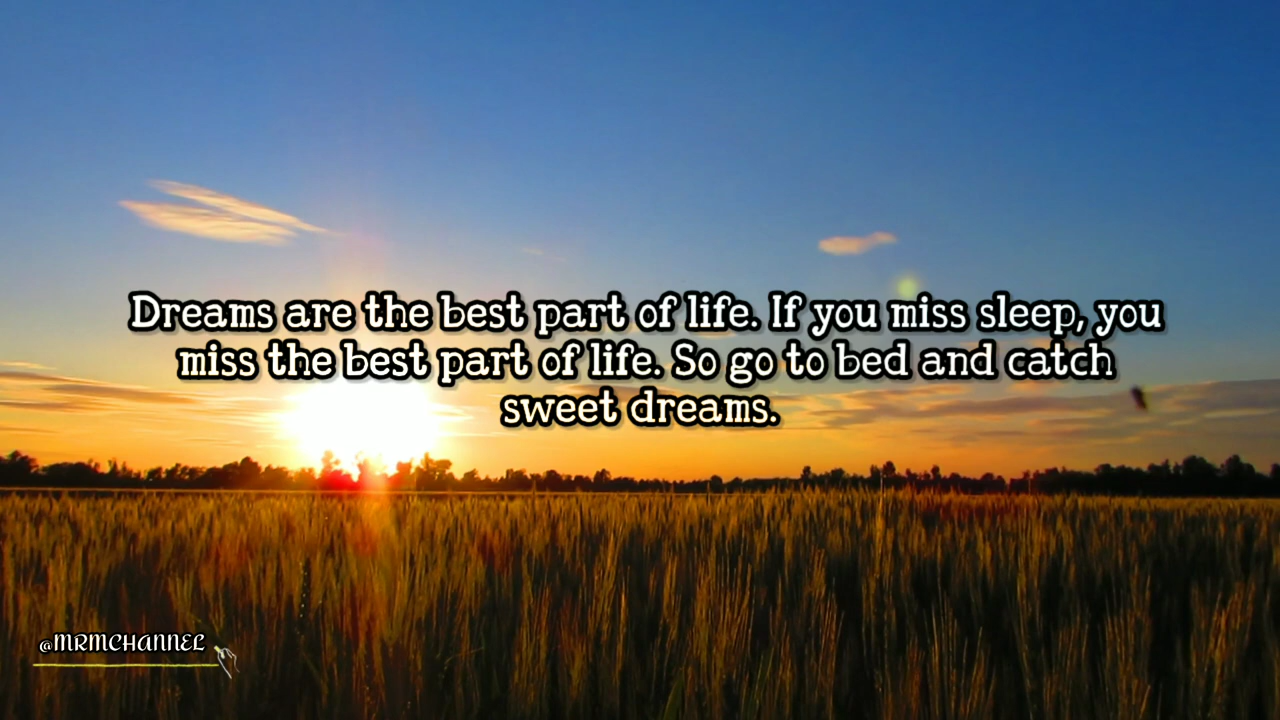 Dreams are the best part of life. If you miss sleep, you
miss the best part of life. So go to bed and catch
sweet dreams.
@MRMCHANNEL